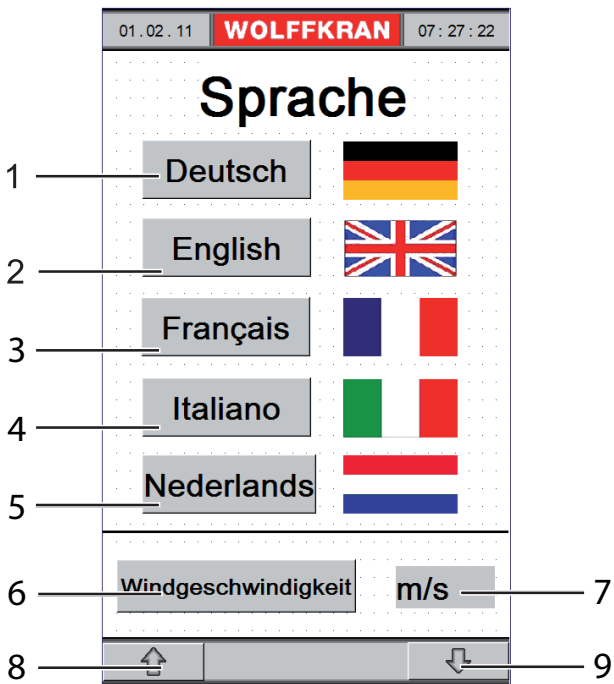 01.02.11 WOLFFKRAN 07:27:22
Sprache
1 Deutsch
2 English
3 Français
4 Italiano
5 Nederlands
6 Windgeschwindigkeit m/s 7
8 9